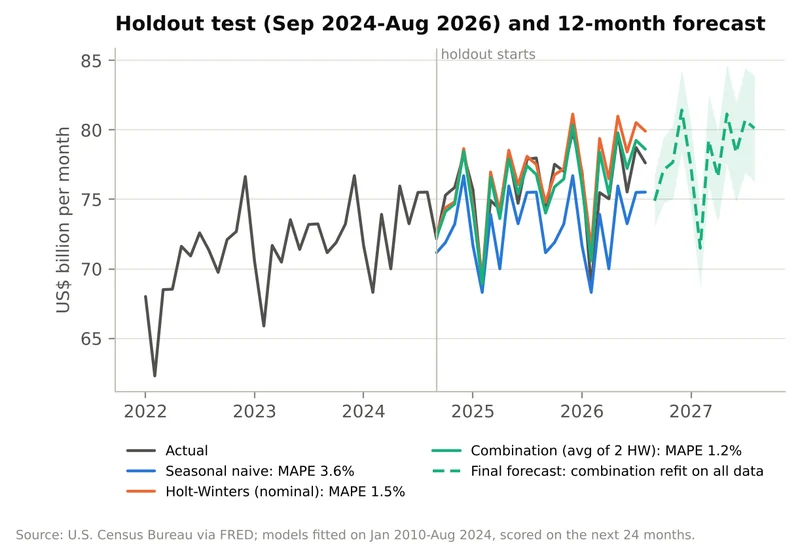 Holdout test (Sep 2024-Aug 2026) and 12-month forecast
holdout starts
85
80
75
70
65
US$ billion per month
2022 2023 2024 2025 2026 2027
Actual
Seasonal naive: MAPE 3.6%
Holt-Winters (nominal): MAPE 1.5%
Combination (avg of 2 HW): MAPE 1.2%
Final forecast: combination refit on all data
Source: U.S. Census Bureau via FRED; models fitted on Jan 2010-Aug 2024, scored on the next 24 months.